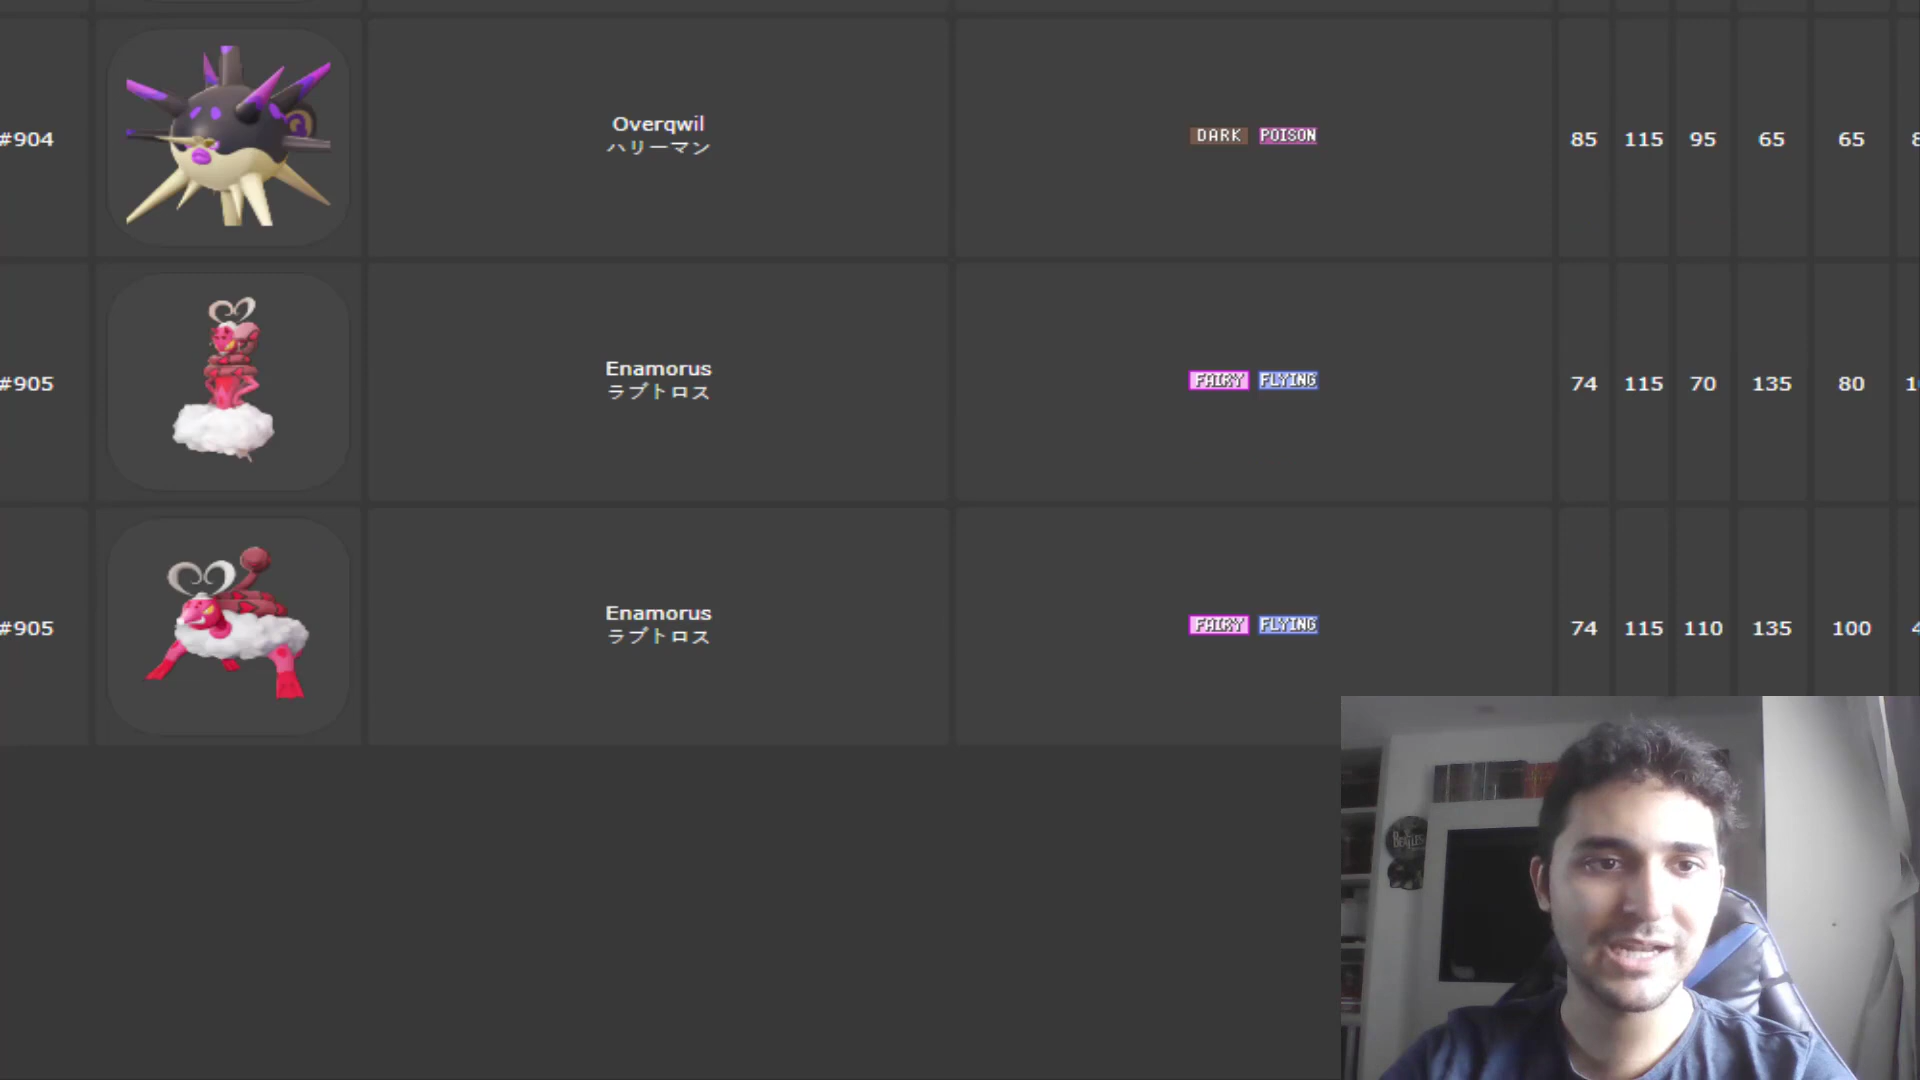 #904
Overqwil
ハリーマン
DARK POISON
85 115 95 65 65
#905
Enamorus
ラブトロス
FAIRY FLYING
74 115 70 135 80
#905
Enamorus
ラブトロス
FAIRY FLYING
74 115 110 135 100